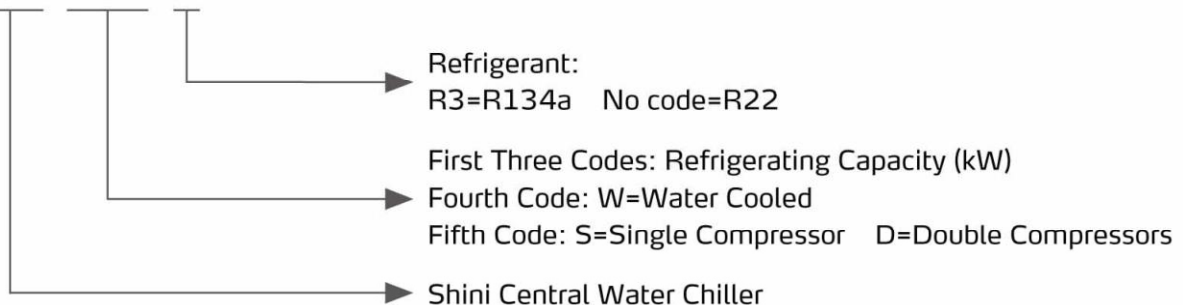 Refrigerant:
R3=R134a No code=R22
First Three Codes: Refrigerating Capacity (kW)
Fourth Code: W=Water Cooled
Fifth Code: S=Single Compressor D=Double Compressors
Shini Central Water Chiller